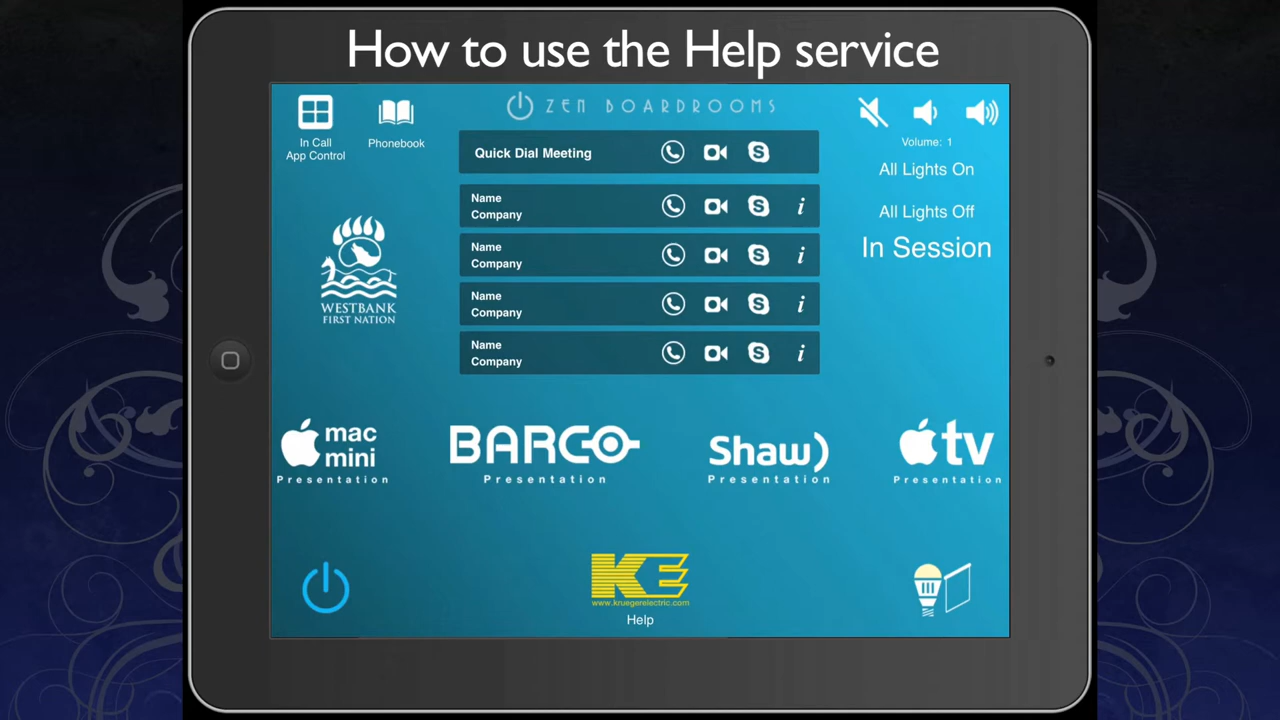 How to use the Help service
In Call
App Control
Phonebook
ZEN BOARDROOMS
Volume: 1
Quick Dial Meeting
All Lights On
Name
Company
All Lights Off
Name
Company
In Session
Name
Company
Name
Company
WESTBANK
FIRST NATION
mac
mini
Presentation
BARCO
Presentation
Shaw)
Presentation
tv
Presentation
KE
www.kruegerelectric.com
Help